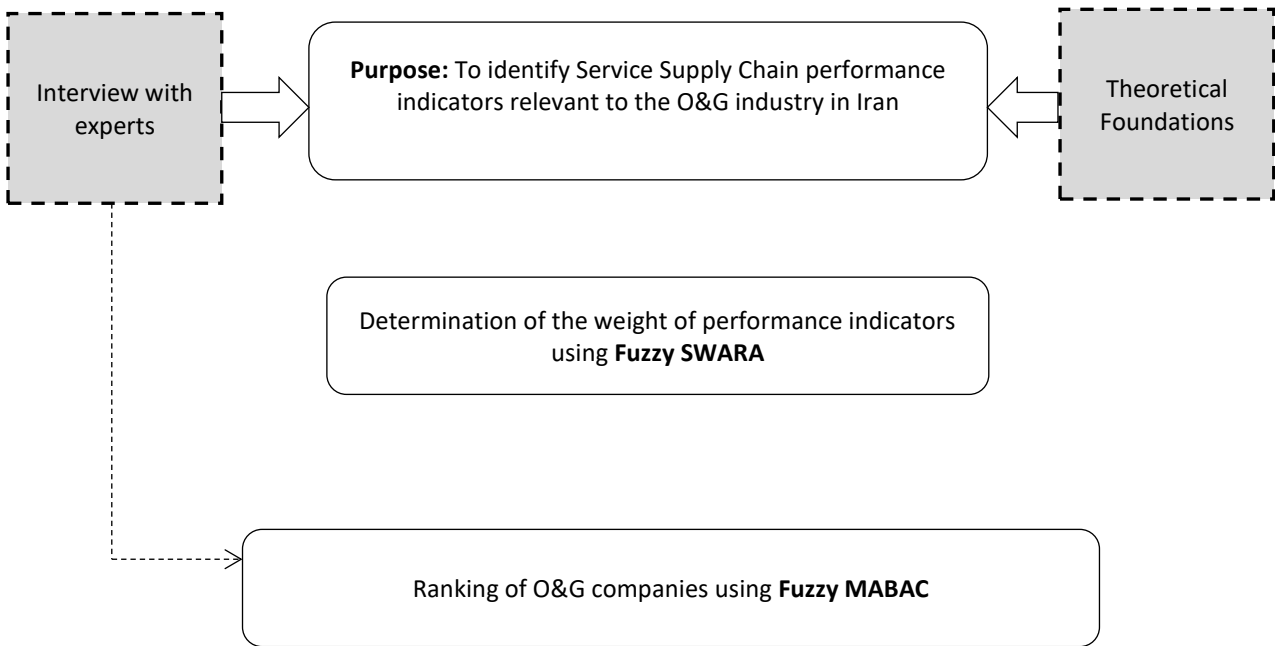 Interview with
experts
Purpose: To identify Service Supply Chain performance
indicators relevant to the O&G industry in Iran
Theoretical
Foundations
Determination of the weight of performance indicators
using Fuzzy SWARA
Ranking of O&G companies using Fuzzy MABAC